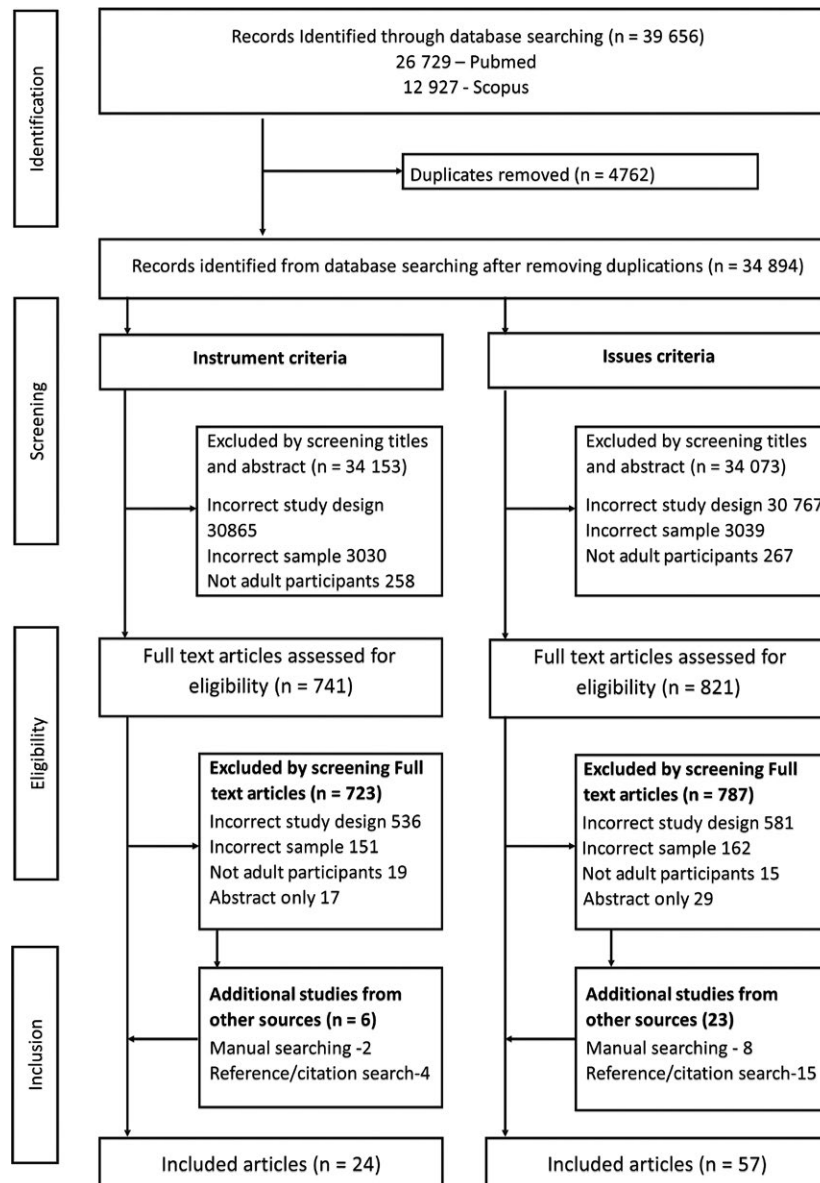 Identification
Records Identified through database searching (n = 39 656)
26 729 – Pubmed
12 927 - Scopus
Duplicates removed (n = 4762)
Records identified from database searching after removing duplications (n = 34 894)
Screening
Instrument criteria
Excluded by screening titles
and abstract (n = 34 153)
Incorrect study design
30865
Incorrect sample 3030
Not adult participants 258
Issues criteria
Excluded by screening titles
and abstract (n = 34 073)
Incorrect study design 30 767
Incorrect sample 3039
Not adult participants 267
Eligibility
Full text articles assessed for
eligibility (n = 741)
Excluded by screening Full
text articles (n = 723)
Incorrect study design 536
Incorrect sample 151
Not adult participants 19
Abstract only 17
Full text articles assessed for
eligibility (n = 821)
Excluded by screening Full
text articles (n = 787)
Incorrect study design 581
Incorrect sample 162
Not adult participants 15
Abstract only 29
Inclusion
Additional studies from
other sources (n = 6)
Manual searching -2
Reference/citation search-4
Included articles (n = 24)
Additional studies from
other sources (23)
Manual searching - 8
Reference/citation search-15
Included articles (n = 57)